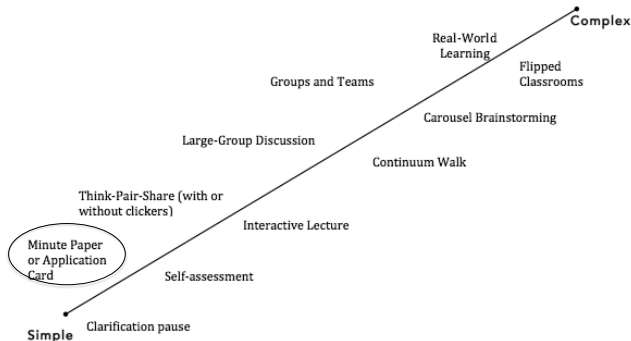 Complex
Real-World
Learning
Flipped
Classrooms
Groups and Teams
Carousel Brainstorming
Large-Group Discussion
Continuum Walk
Think-Pair-Share (with or
without clickers)
Interactive Lecture
Minute Paper
or Application
Card
Self-assessment
Clarification pause
Simple